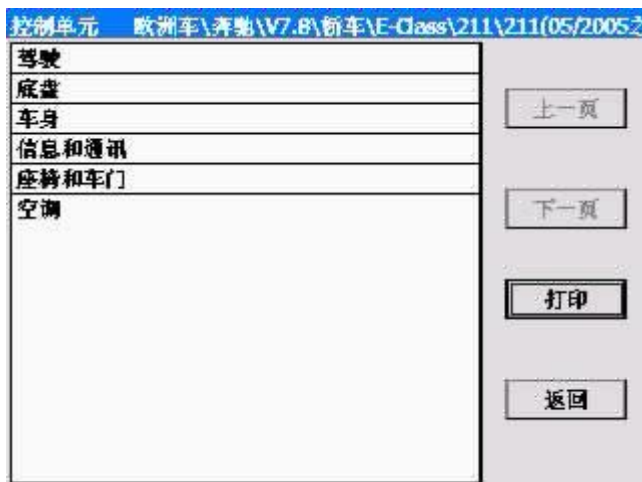 控制单元 欧洲车\奔驰\V7.8\轿车\E-Class\211\211(05/2005之
驾驶
底盘
车身
信息和通讯
座椅和车门
空调
上一页
下一页
打印
返回